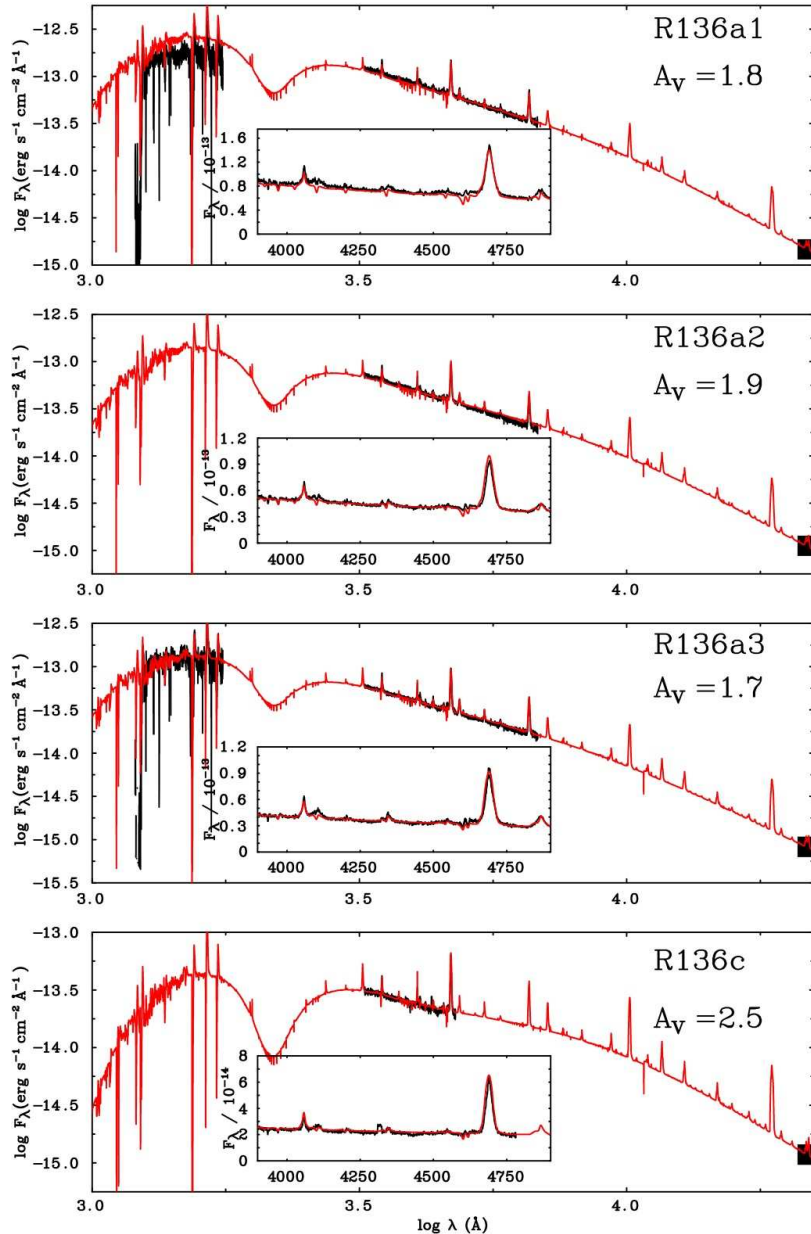 R136a1
A_V =1.8
log F_λ(erg s⁻¹ cm⁻² Å⁻¹)
−12.5
−13.0
−13.5
−14.0
−14.5
−15.0
F_λ / 10⁻¹³
1.6
1.2
0.8
0.4
0
4000 4250 4500 4750
3.0 3.5 4.0
R136a2
A_V =1.9
log F_λ(erg s⁻¹ cm⁻² Å⁻¹)
−12.5
−13.0
−13.5
−14.0
−14.5
−15.0
F_λ / 10⁻¹³
1.2
0.9
0.6
0.3
0
4000 4250 4500 4750
3.0 3.5 4.0
R136a3
A_V =1.7
log F_λ(erg s⁻¹ cm⁻² Å⁻¹)
−12.5
−13.0
−13.5
−14.0
−14.5
−15.0
−15.5
F_λ / 10⁻¹³
1.2
0.9
0.6
0.3
0
4000 4250 4500 4750
3.0 3.5 4.0
R136c
A_V =2.5
log F_λ(erg s⁻¹ cm⁻² Å⁻¹)
−13.0
−13.5
−14.0
−14.5
−15.0
F_λ / 10⁻¹⁴
8
6
4
2
0
4000 4250 4500 4750
3.0 3.5 4.0
log λ (Å)